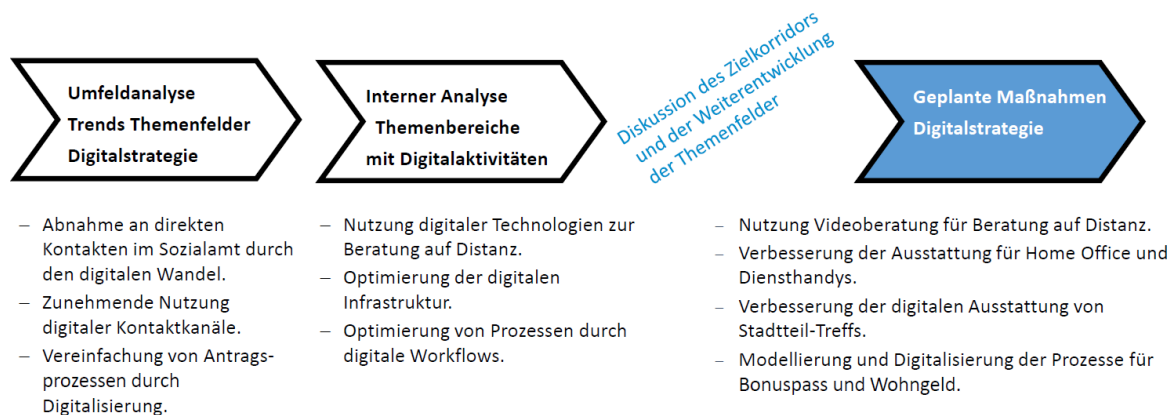 Umfeldanalyse
Trends Themenfelder
Digitalstrategie
Interner Analyse
Themenbereiche
mit Digitalaktivitäten
Diskussion des Zielkorridors
und der Weiterentwicklung
der Themenfelder
Geplante Maßnahmen
Digitalstrategie
– Abnahme an direkten
Kontakten im Sozialamt durch
den digitalen Wandel.
– Zunehmende Nutzung
digitaler Kontaktkanäle.
– Vereinfachung von Antrags-
prozessen durch
Digitalisierung.
– Nutzung digitaler Technologien zur
Beratung auf Distanz.
– Optimierung der digitalen
Infrastruktur.
– Optimierung von Prozessen durch
digitale Workflows.
– Nutzung Videoberatung für Beratung auf Distanz.
– Verbesserung der Ausstattung für Home Office und
Diensthandys.
– Verbesserung der digitalen Ausstattung von
Stadtteil-Treffs.
– Modellierung und Digitalisierung der Prozesse für
Bonuspass und Wohngeld.